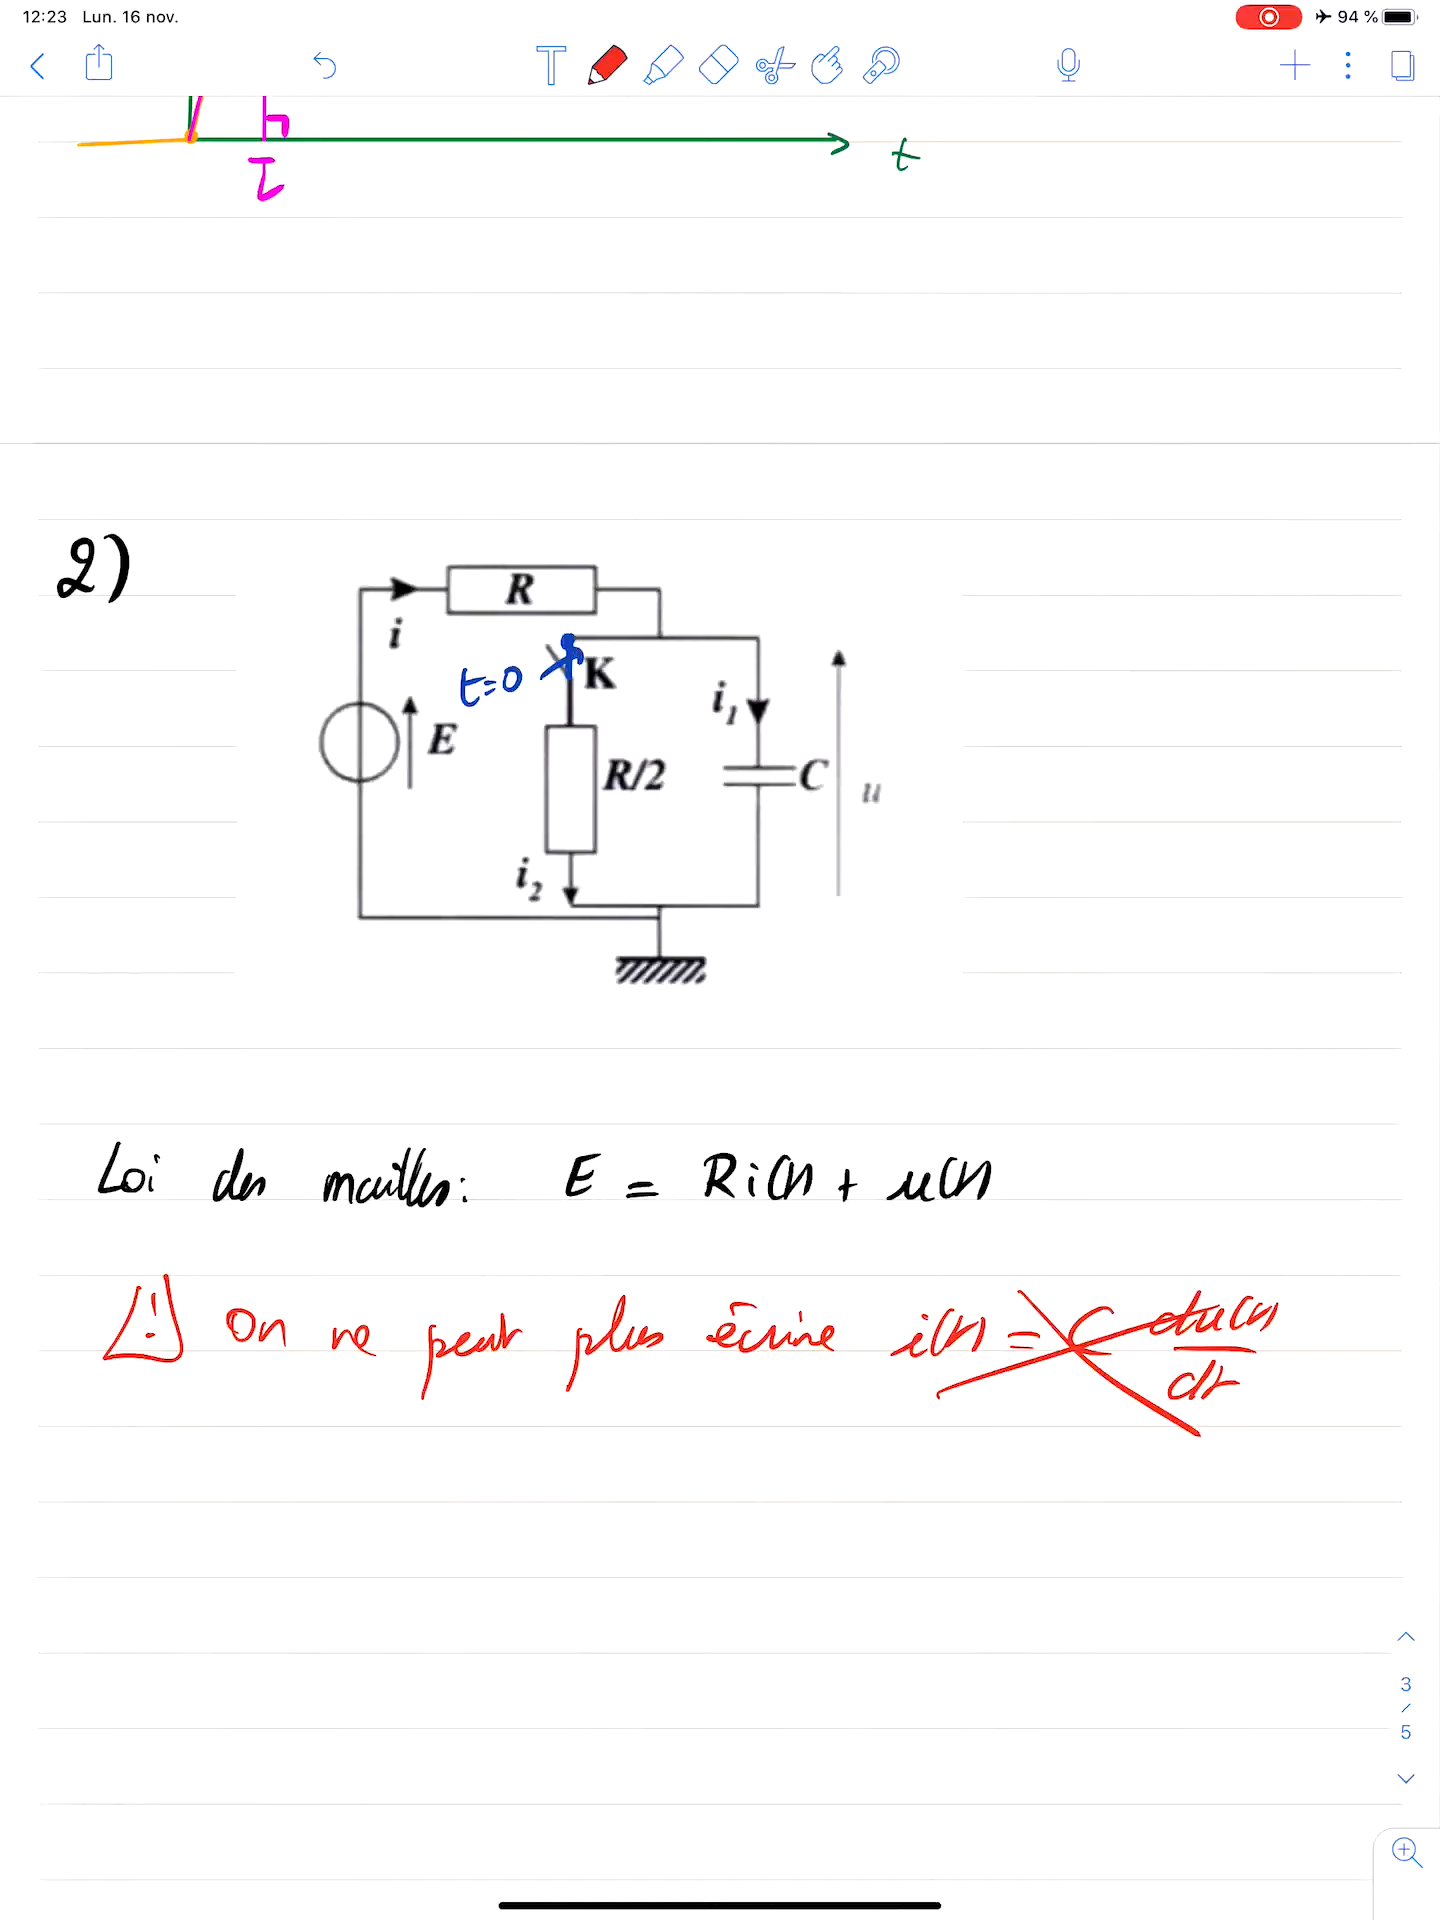 12:23 Lun. 16 nov. 94 %
t
τ
2)
R
i
t=0 K
i1
E
R/2
C
u
i2
Loi des mailles: E = Ri(t) + u(t)
! On ne peut plus écrire i(t) = C du(t)/dt
3
/
5